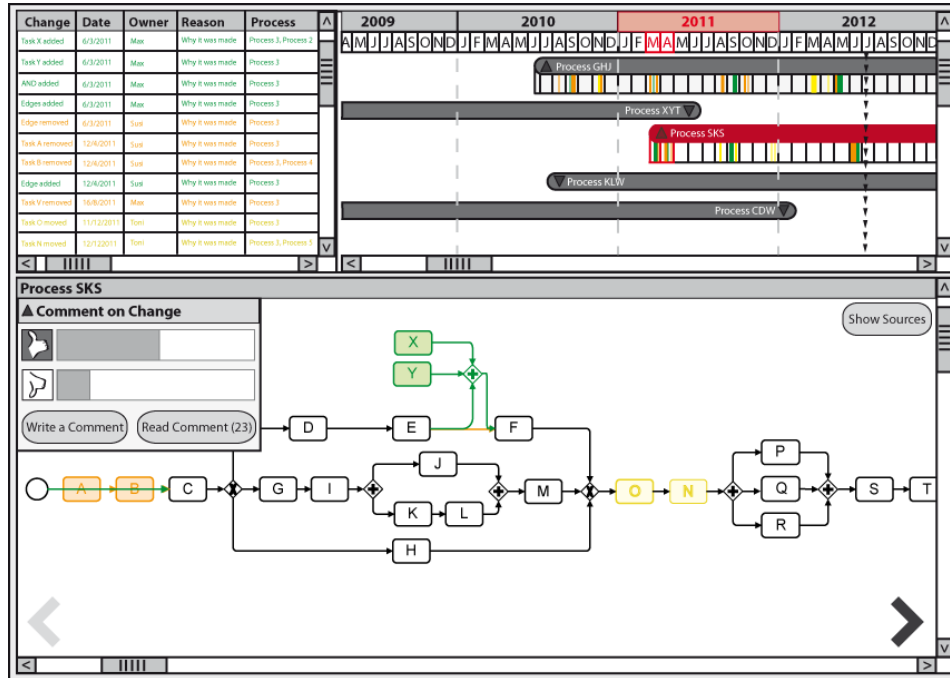 Change Date Owner Reason Process
Task X added 6/3/2011 Max Why it was made Process 3, Process 2
Task Y added 6/3/2011 Max Why it was made Process 3
AND added 6/3/2011 Max Why it was made Process 3
Edges added 6/3/2011 Max Why it was made Process 3
Edge removed 6/3/2011 Susi Why it was made Process 3
Task A removed 12/4/2011 Susi Why it was made Process 3
Task B removed 12/4/2011 Susi Why it was made Process 3, Process 4
Edge added 12/4/2011 Susi Why it was made Process 3
Task V removed 16/8/2011 Max Why it was made Process 3
Task O moved 11/12/2011 Toni Why it was made Process 3
Task N moved 12/122011 Toni Why it was made Process 3, Process 5
2009 2010 2011 2012
A M J J A S O N D J F M A M J J A S O N D J F M A M J J A S O N D J F M A M J J A S O N D
Process GHJ
Process XYT
Process SKS
Process KLW
Process CDW
Process SKS
Comment on Change
Show Sources
Write a Comment Read Comment (23)
X
Y
D E F
A B C G I J K L M O N P Q R S T
H